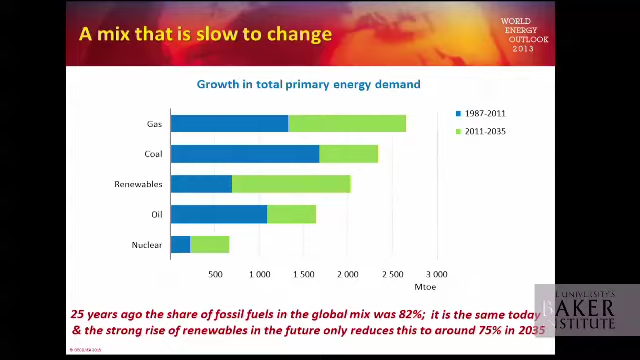 A mix that is slow to change
WORLD
ENERGY
OUTLOOK
2013
Growth in total primary energy demand
Gas
Coal
Renewables
Oil
Nuclear
1987-2011
2011-2035
500
1 000
1 500
2 000
2 500
3 000
Mtoe
25 years ago the share of fossil fuels in the global mix was 82%; it is the same today
& the strong rise of renewables in the future only reduces this to around 75% in 2035
UNIVERSITY'S
BAKER
INSTITUTE